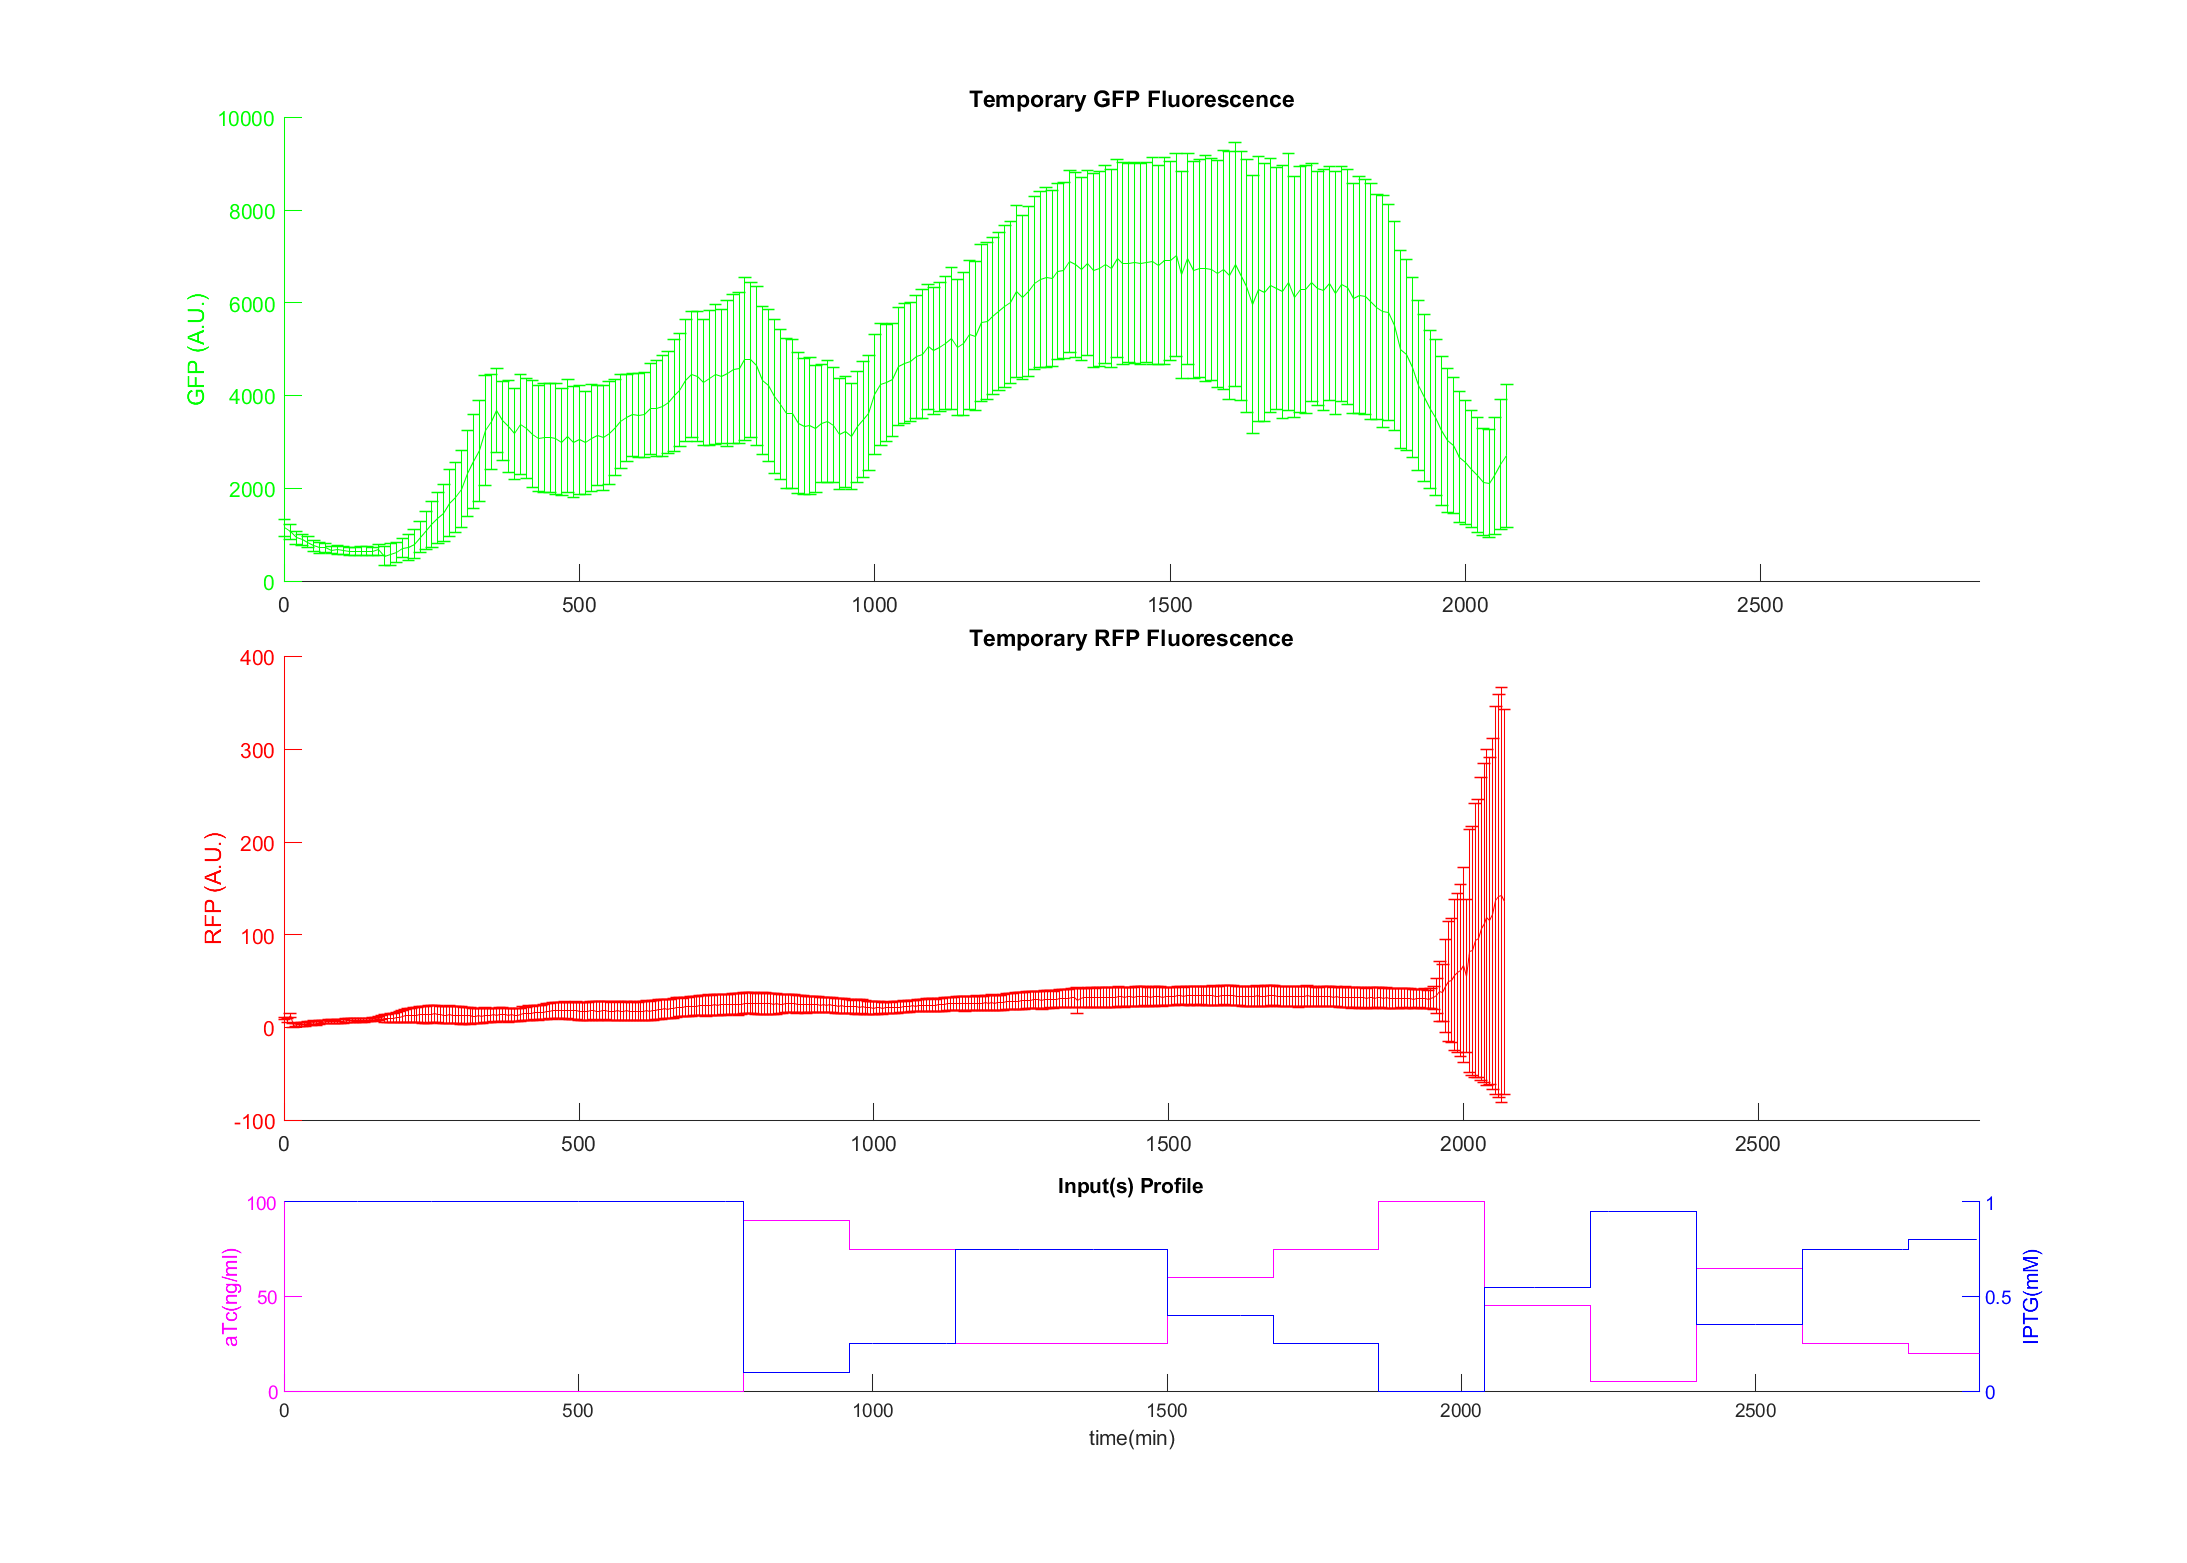 Temporary GFP Fluorescence
GFP (A.U.)
10000
8000
6000
4000
2000
0
0 500 1000 1500 2000 2500
Temporary RFP Fluorescence
RFP (A.U.)
400
300
200
100
0
-100
0 500 1000 1500 2000 2500
Input(s) Profile
aTc(ng/ml)
100
50
0
1
0.5
0
IPTG(mM)
0 500 1000 1500 2000 2500
time(min)